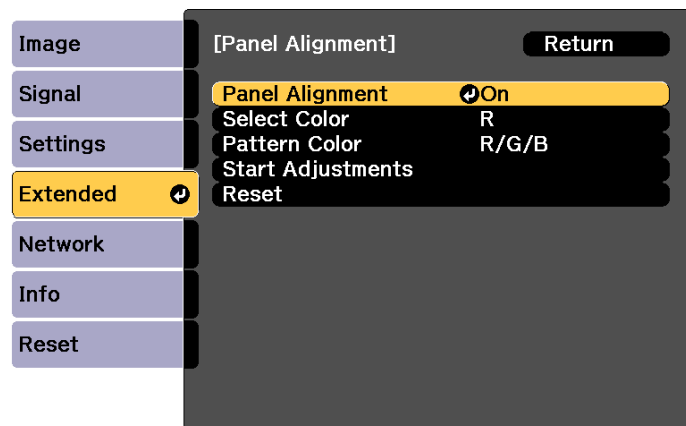 Image
Signal
Settings
Extended
Network
Info
Reset
[Panel Alignment] Return
Panel Alignment On
Select Color R
Pattern Color R/G/B
Start Adjustments
Reset